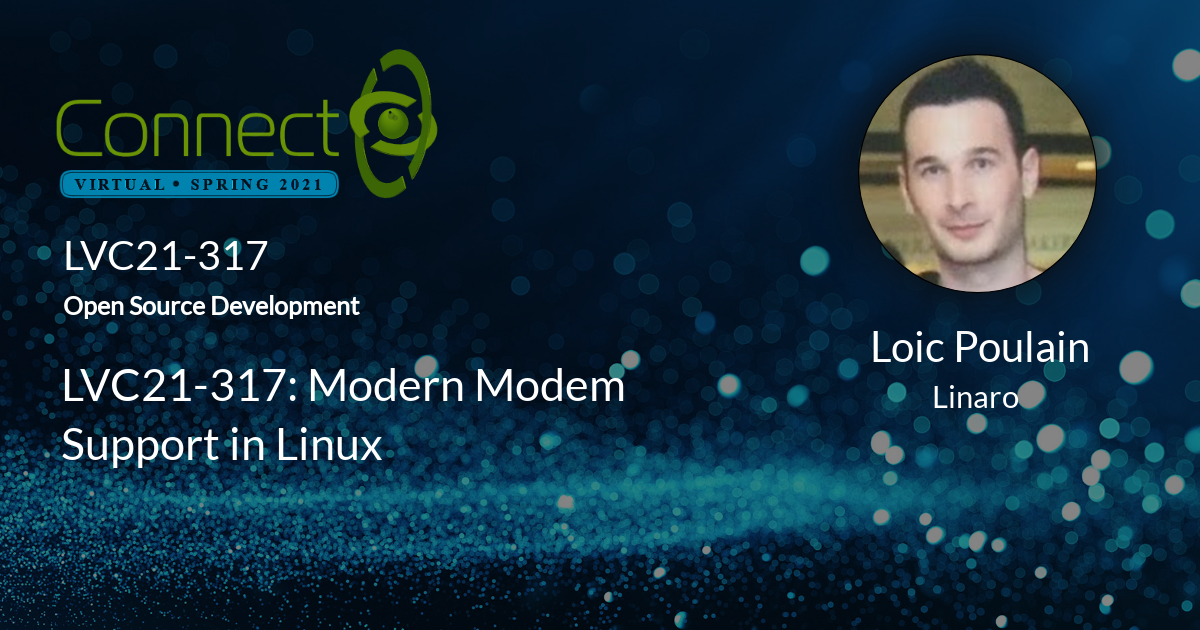 Connect
VIRTUAL • SPRING 2021
LVC21-317
Open Source Development
LVC21-317: Modern Modem
Support in Linux
Loic Poulain
Linaro